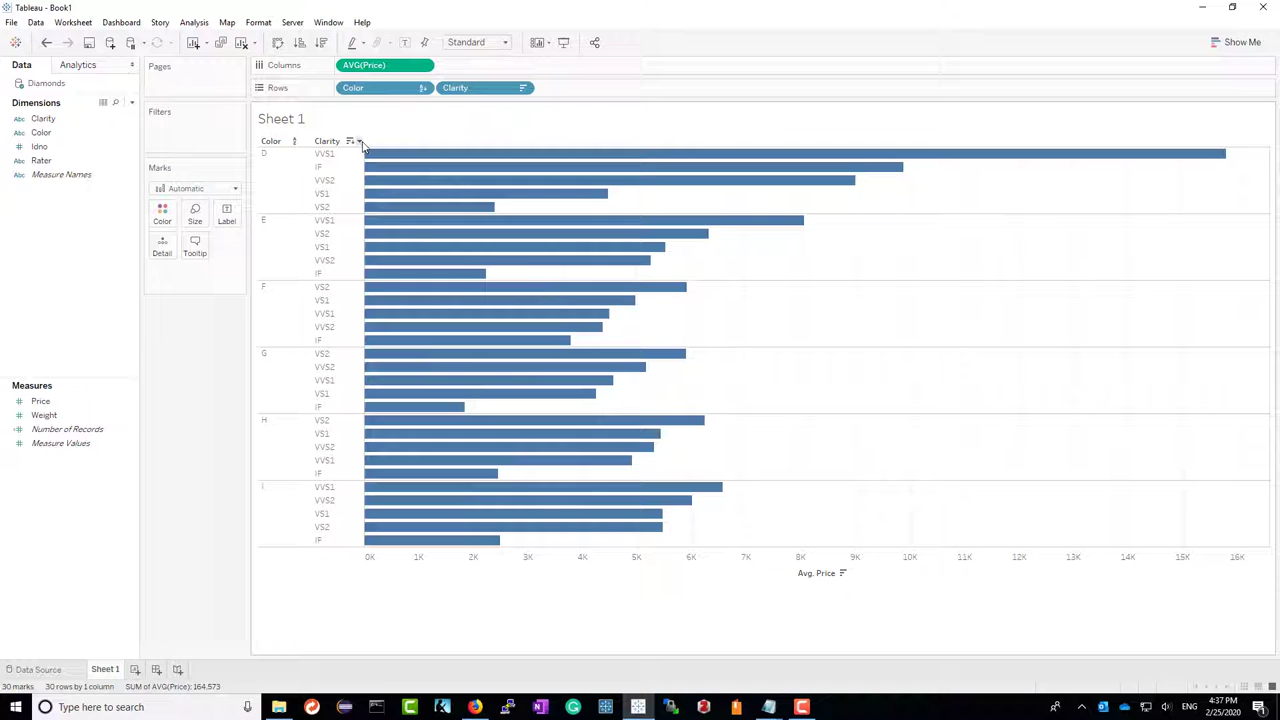 Tableau - Book1
File Data Worksheet Dashboard Story Analysis Map Format Server Window Help
Standard
Show Me
Data Analytics
Pages
Columns AVG(Price)
Diamonds
Rows Color Clarity
Dimensions
Filters
Abc Clarity
Abc Color
# Idno
Abc Rater
Abc Measure Names
Marks
Automatic
Color Size Label
Detail Tooltip
Measures
# Price
# Weight
# Number of Records
# Measure Values
Sheet 1
Color Clarity
D VVS1
IF
VVS2
VS1
VS2
E VVS1
VS2
VS1
VVS2
IF
F VS2
VS1
VVS1
VVS2
IF
G VS2
VVS2
VVS1
VS1
IF
H VS2
VS1
VVS2
VVS1
IF
I VVS1
VVS2
VS1
VS2
IF
0K 1K 2K 3K 4K 5K 6K 7K 8K 9K 10K 11K 12K 13K 14K 15K 16K
Avg. Price
Data Source Sheet 1
30 marks 30 rows by 1 column SUM of AVG(Price): 164,573
Type here to search
ENG
4:37 PM
2/25/2020